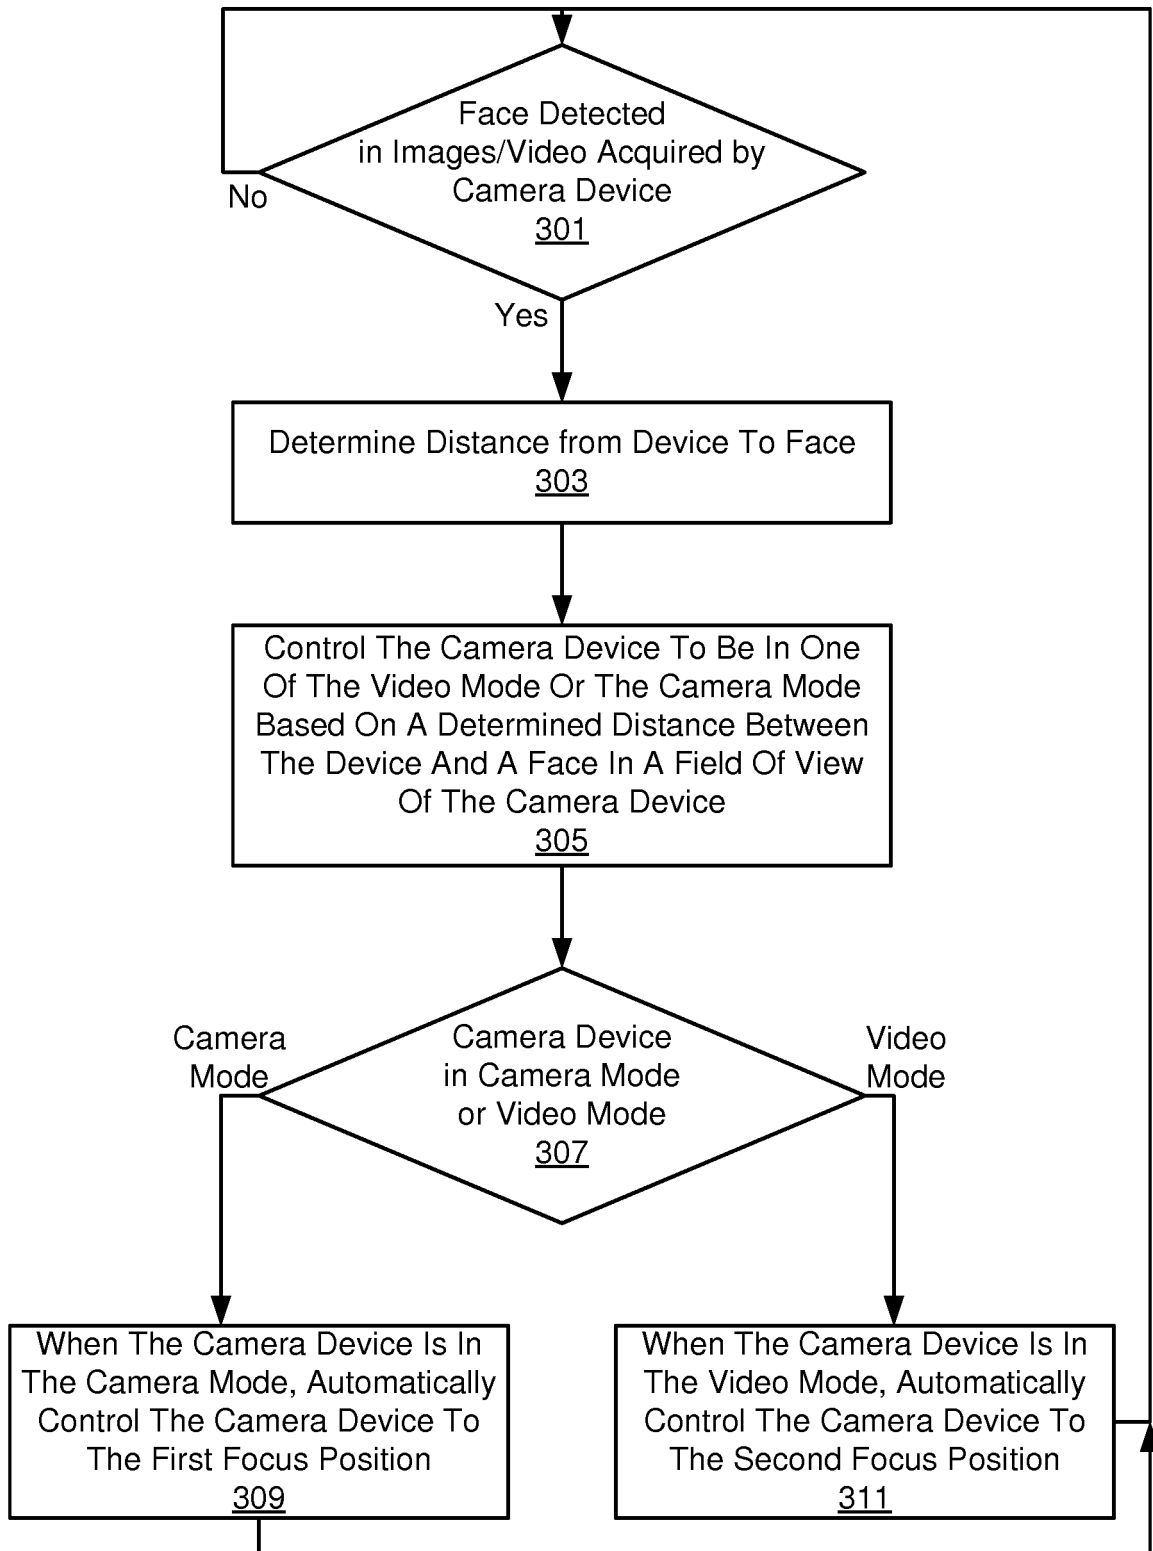 Face Detected
in Images/Video Acquired by
Camera Device
301
No
Yes
Determine Distance from Device To Face
303
Control The Camera Device To Be In One
Of The Video Mode Or The Camera Mode
Based On A Determined Distance Between
The Device And A Face In A Field Of View
Of The Camera Device
305
Camera
Mode
Camera Device
in Camera Mode
or Video Mode
307
Video
Mode
When The Camera Device Is In
The Camera Mode, Automatically
Control The Camera Device To
The First Focus Position
309
When The Camera Device Is In
The Video Mode, Automatically
Control The Camera Device To
The Second Focus Position
311